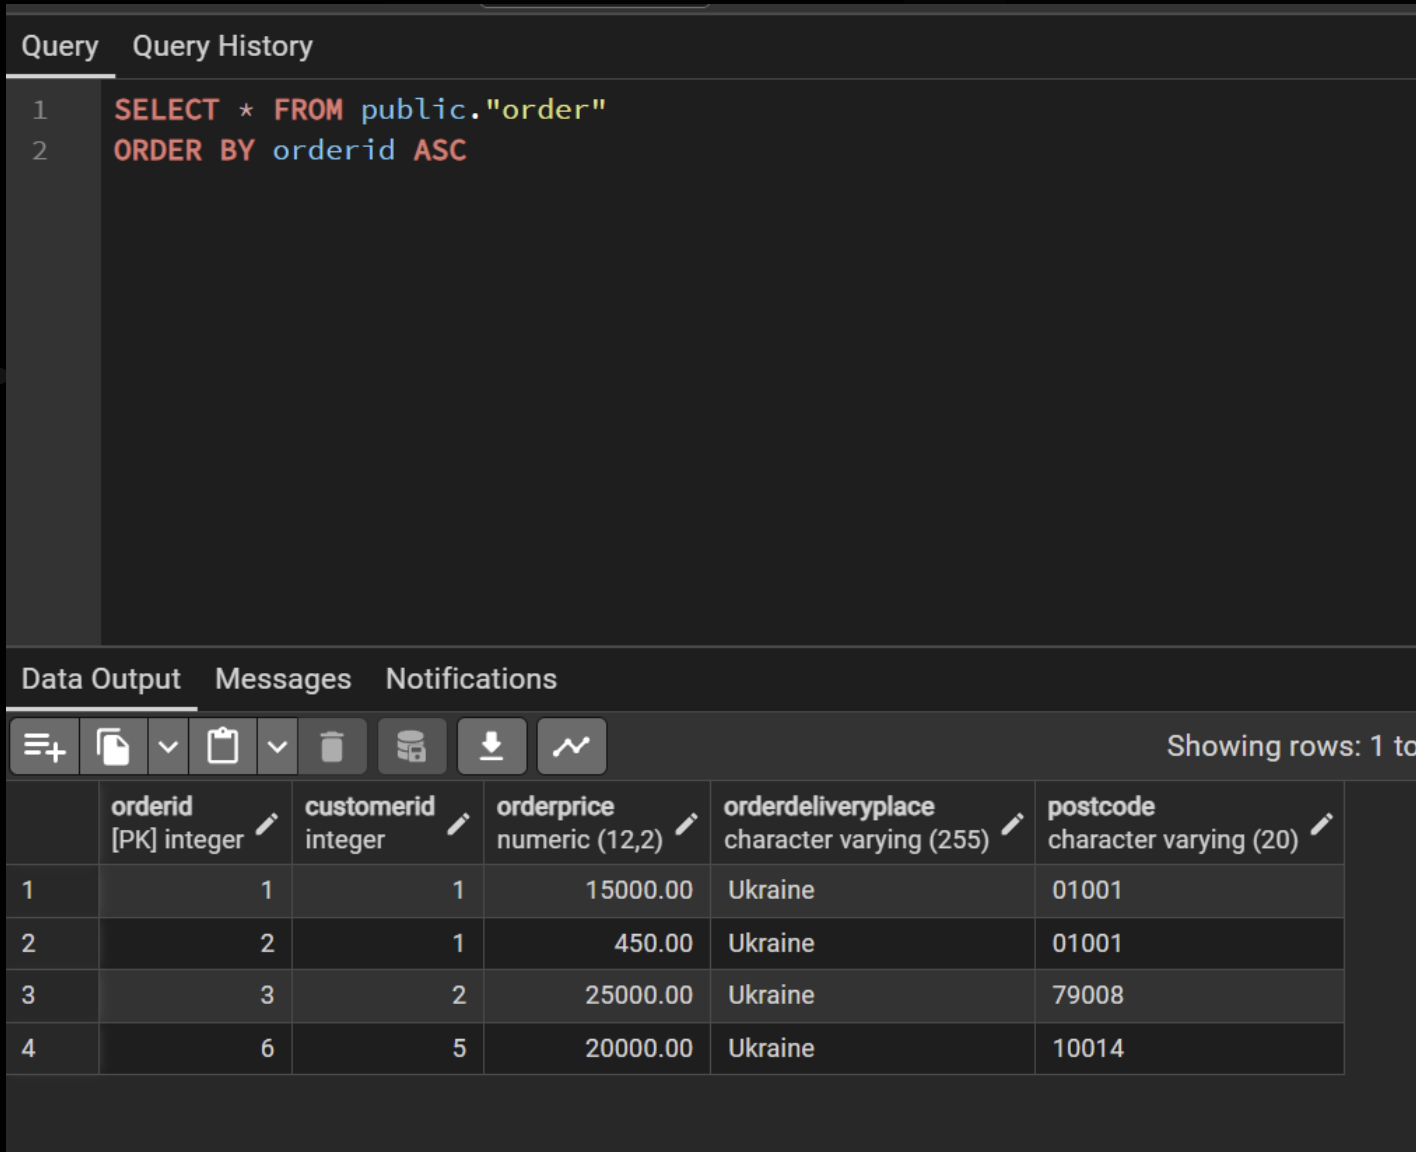 Query Query History
1 SELECT * FROM public."order"
2 ORDER BY orderid ASC
Data Output Messages Notifications
Showing rows: 1 to
orderid customerid orderprice orderdeliveryplace postcode
[PK] integer integer numeric (12,2) character varying (255) character varying (20)
1 1 1 15000.00 Ukraine 01001
2 2 1 450.00 Ukraine 01001
3 3 2 25000.00 Ukraine 79008
4 6 5 20000.00 Ukraine 10014